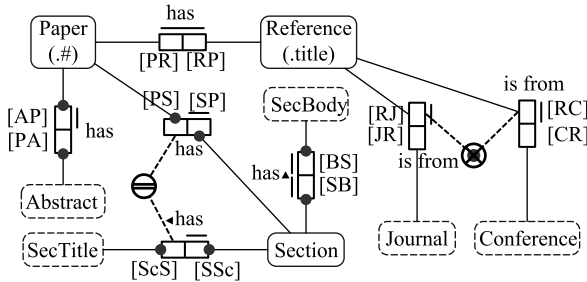 has
Paper
(.#)
Reference
(.title)
[PR] [RP]
is from
[PS] [SP]
SecBody
[AP]
[PA]
has
[RJ]
[JR]
[RC]
[CR]
has
is from
[BS]
[SB]
has▲
Abstract
◄has
SecTitle
Section
Journal
Conference
[ScS] [SSc]